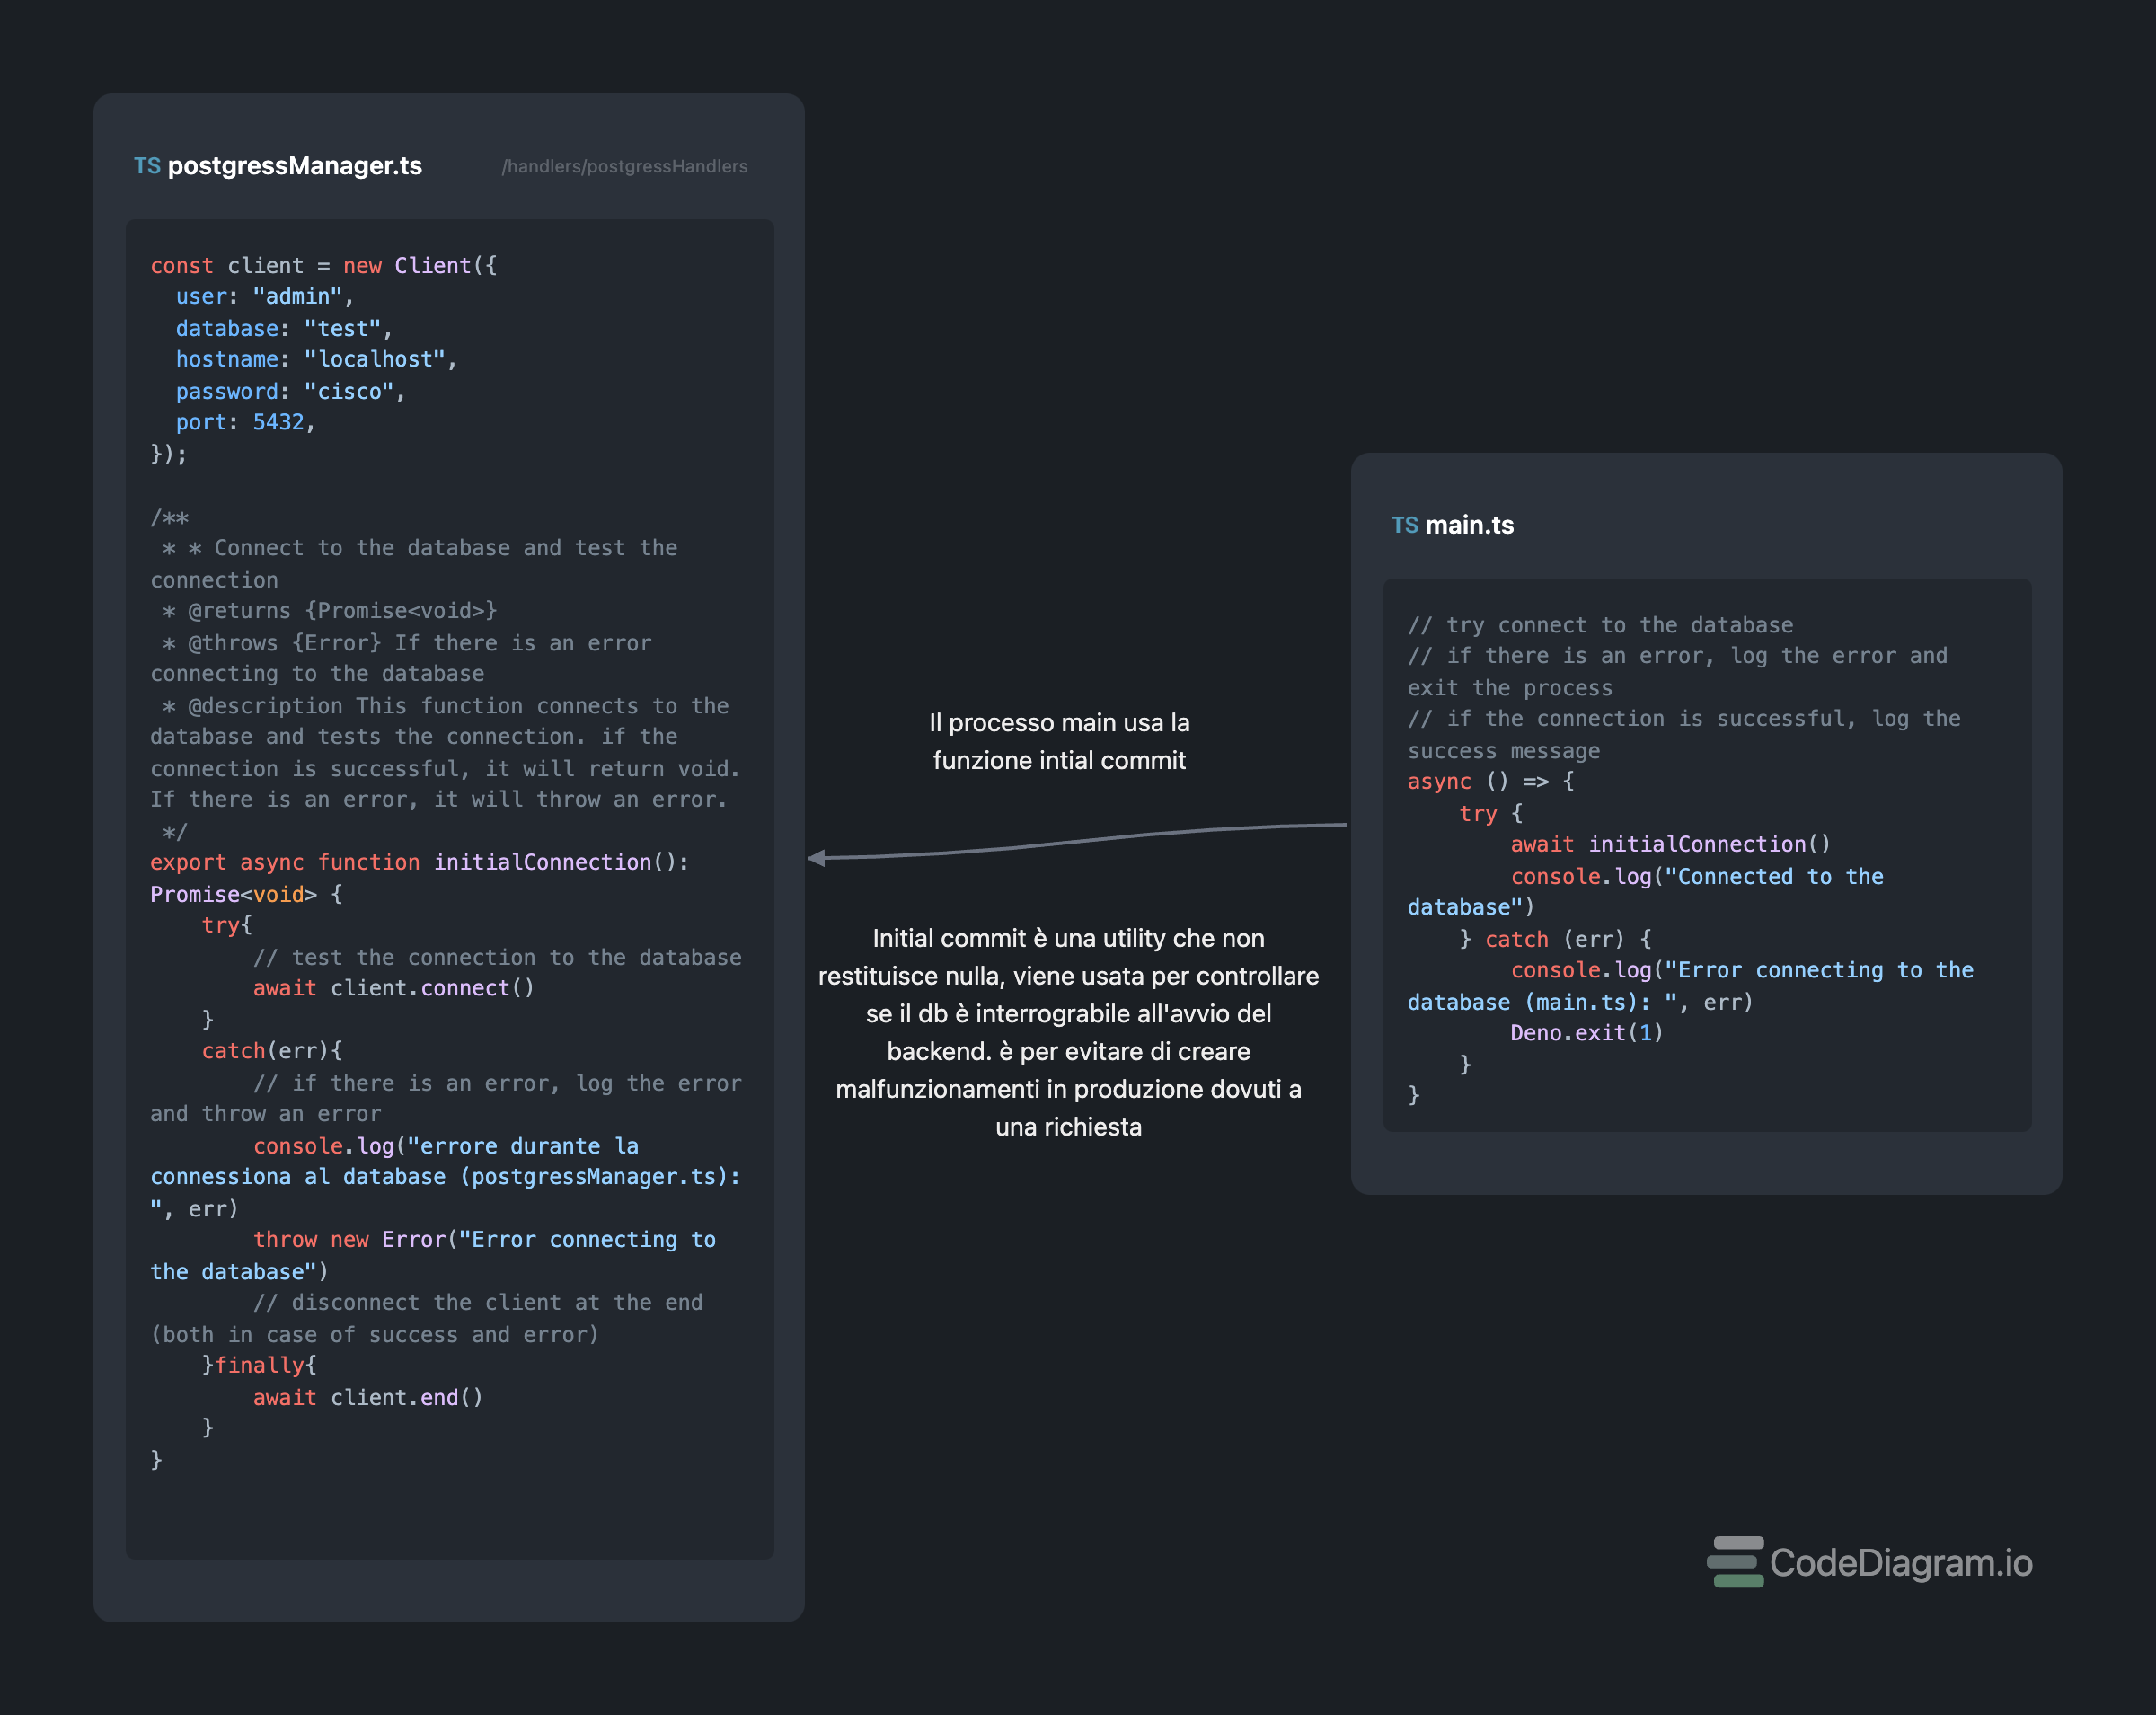 TS postgressManager.ts /handlers/postgressHandlers
const client = new Client({
  user: "admin",
  database: "test",
  hostname: "localhost",
  password: "cisco",
  port: 5432,
});

/**
 * * Connect to the database and test the
connection
 * @returns {Promise<void>}
 * @throws {Error} If there is an error
connecting to the database
 * @description This function connects to the
database and tests the connection. if the
connection is successful, it will return void.
If there is an error, it will throw an error.
 */
export async function initialConnection():
Promise<void> {
    try{
        // test the connection to the database
        await client.connect()
    }
    catch(err){
        // if there is an error, log the error
and throw an error
        console.log("errore durante la
connessiona al database (postgressManager.ts):
", err)
        throw new Error("Error connecting to
the database")
        // disconnect the client at the end
(both in case of success and error)
    }finally{
        await client.end()
    }
}
Il processo main usa la
funzione intial commit
Initial commit è una utility che non
restituisce nulla, viene usata per controllare
se il db è interrograbile all'avvio del
backend. è per evitare di creare
malfunzionamenti in produzione dovuti a
una richiesta
TS main.ts
// try connect to the database
// if there is an error, log the error and
exit the process
// if the connection is successful, log the
success message
async () => {
    try {
        await initialConnection()
        console.log("Connected to the
database")
    } catch (err) {
        console.log("Error connecting to the
database (main.ts): ", err)
        Deno.exit(1)
    }
}
CodeDiagram.io